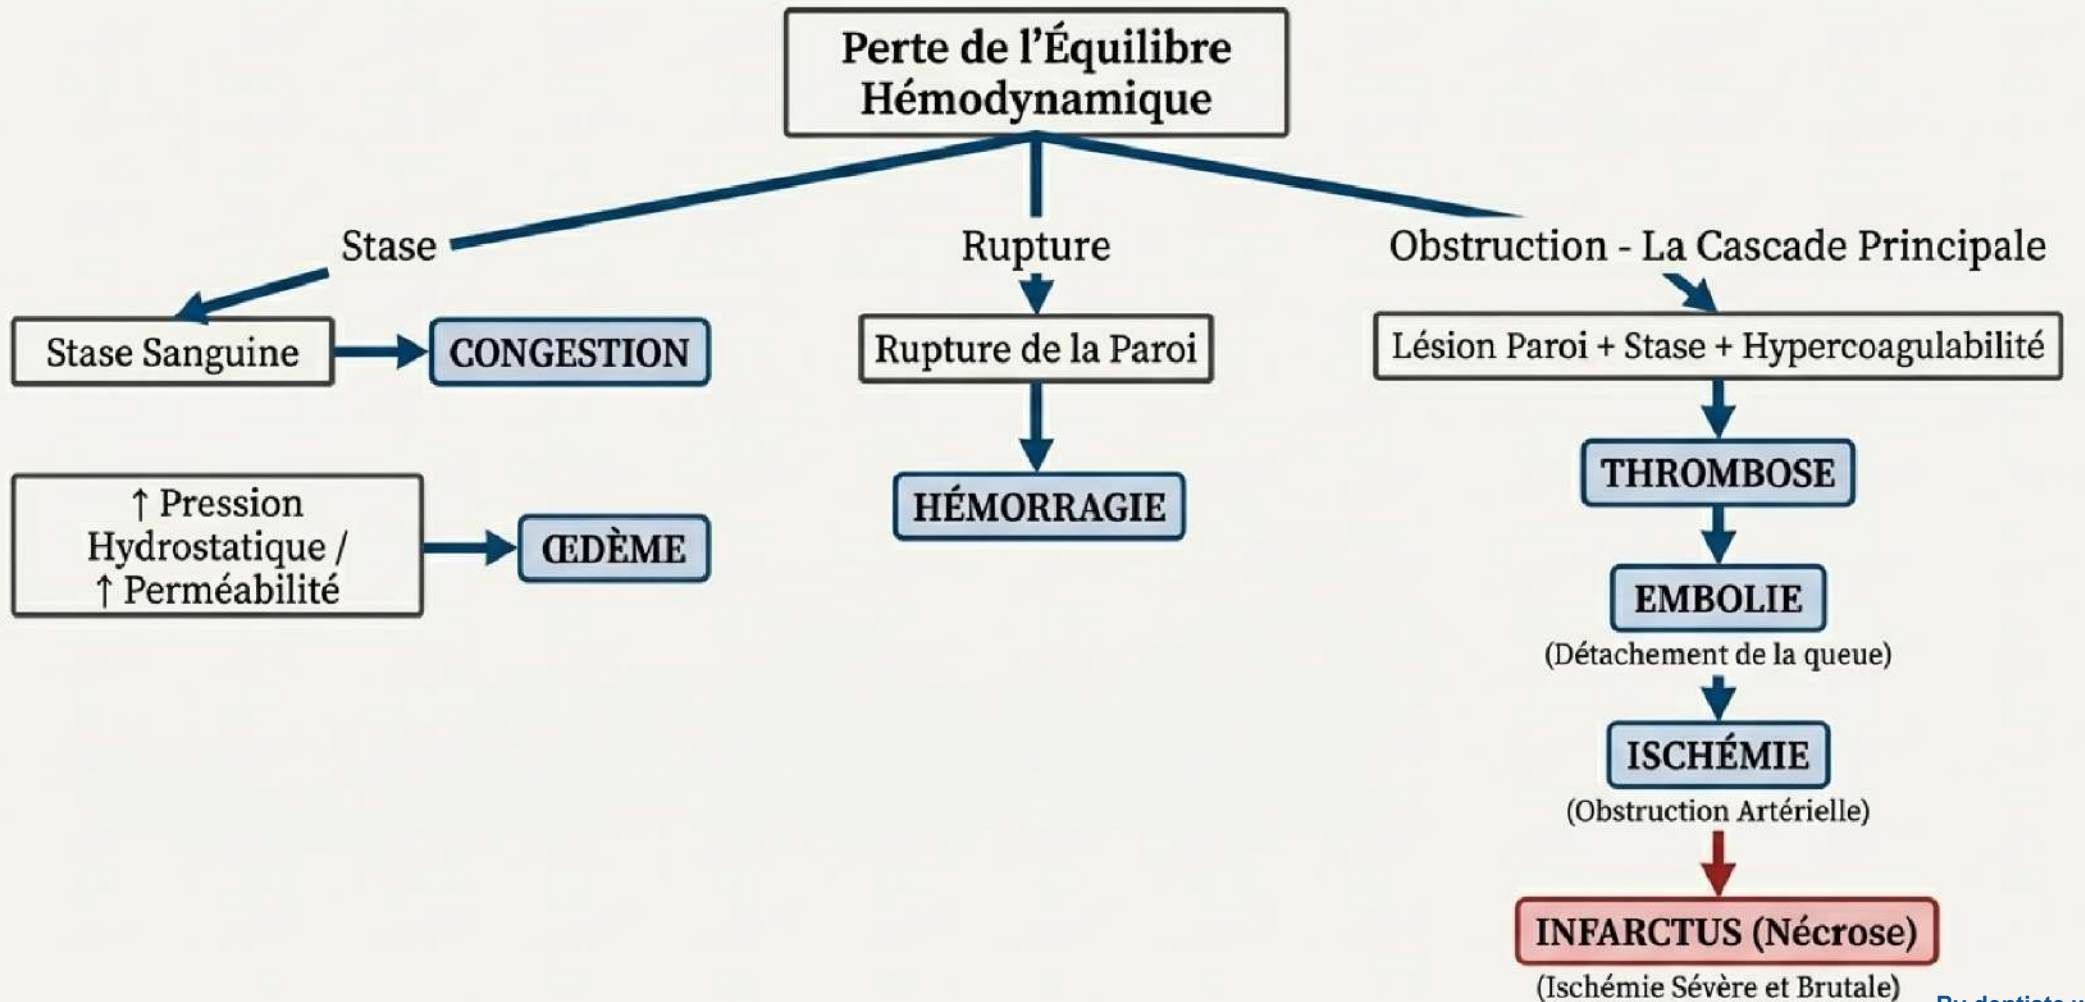 Perte de l'Équilibre
Hémodynamique
Stase
Rupture
Obstruction - La Cascade Principale
Stase Sanguine
CONGESTION
Rupture de la Paroi
Lésion Paroi + Stase + Hypercoagulabilité
↑ Pression
Hydrostatique /
↑ Perméabilité
ŒDÈME
HÉMORRAGIE
THROMBOSE
EMBOLIE
(Détachement de la queue)
ISCHÉMIE
(Obstruction Artérielle)
INFARCTUS (Nécrose)
(Ischémie Sévère et Brutale)